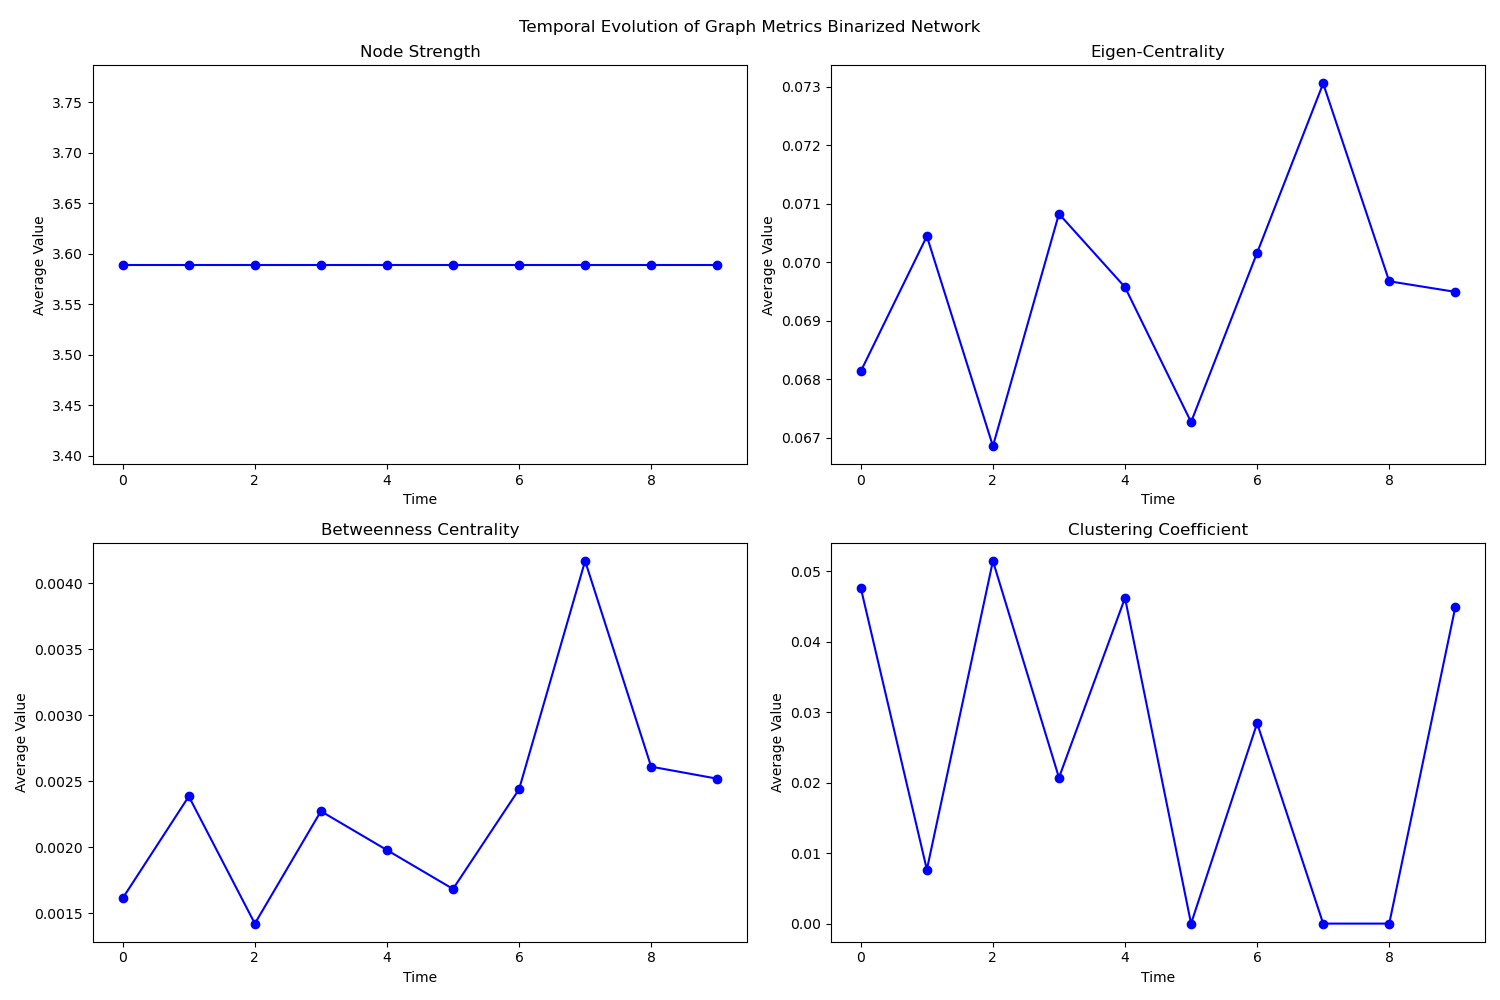 Temporal Evolution of Graph Metrics Binarized Network
Node Strength
Average Value
3.75
3.70
3.65
3.60
3.55
3.50
3.45
3.40
0 2 4 6 8
Time
Eigen-Centrality
Average Value
0.073
0.072
0.071
0.070
0.069
0.068
0.067
0 2 4 6 8
Time
Betweenness Centrality
Average Value
0.0040
0.0035
0.0030
0.0025
0.0020
0.0015
0 2 4 6 8
Time
Clustering Coefficient
Average Value
0.05
0.04
0.03
0.02
0.01
0.00
0 2 4 6 8
Time